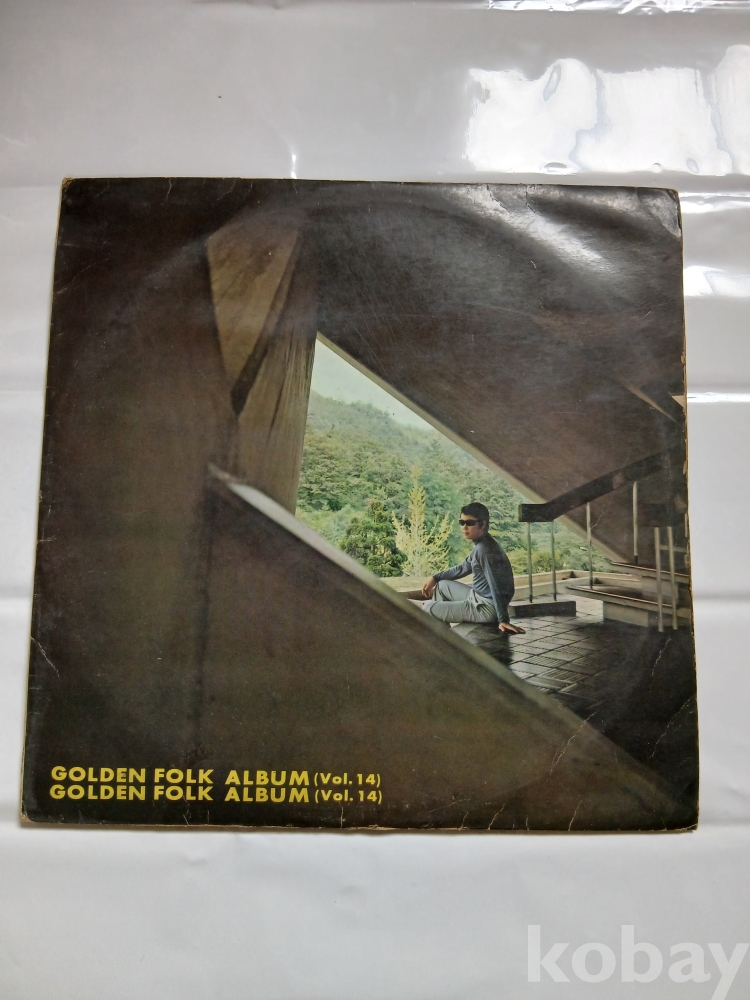 GOLDEN FOLK ALBUM (Vol. 14)
GOLDEN FOLK ALBUM (Vol. 14)
kobay